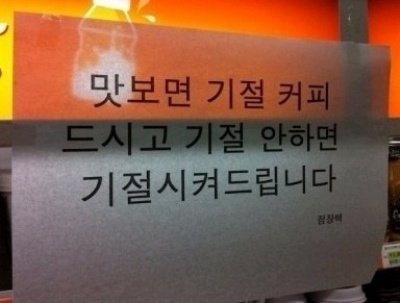 맛보면 기절 커피
드시고 기절 안하면
기절시켜드립니다
점장백